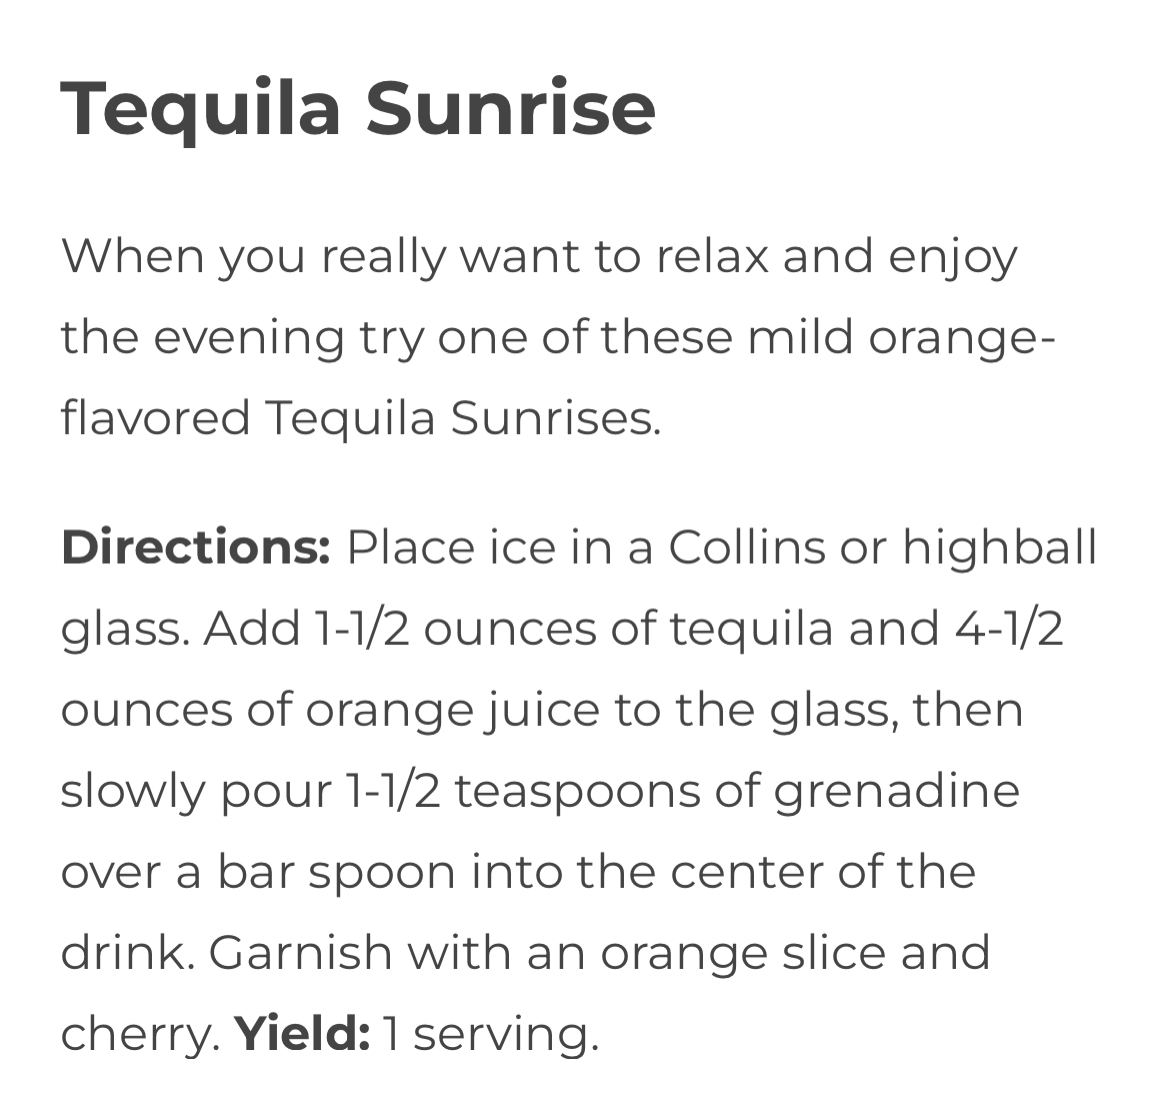 Tequila Sunrise
When you really want to relax and enjoy
the evening try one of these mild orange-
flavored Tequila Sunrises.
Directions: Place ice in a Collins or highball
glass. Add 1-1/2 ounces of tequila and 4-1/2
ounces of orange juice to the glass, then
slowly pour 1-1/2 teaspoons of grenadine
over a bar spoon into the center of the
drink. Garnish with an orange slice and
cherry. Yield: 1 serving.